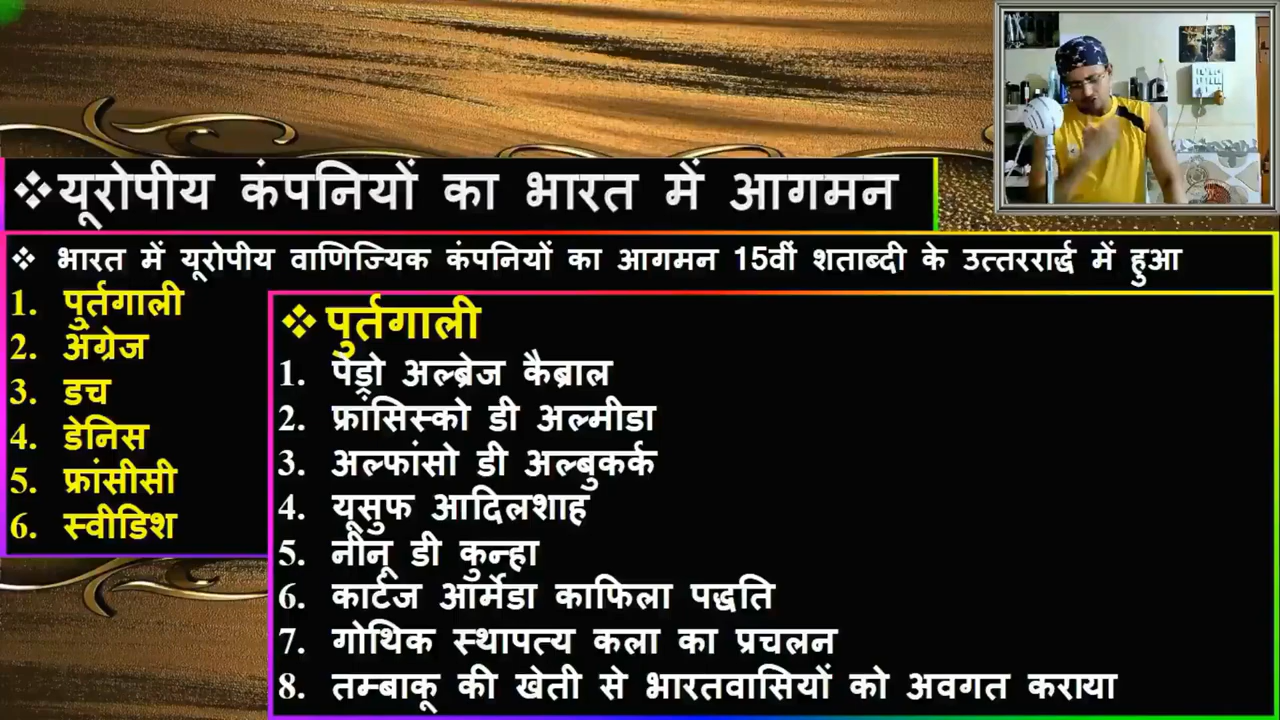 ❖यूरोपीय कंपनियों का भारत में आगमन
❖ भारत में यूरोपीय वाणिज्यिक कंपनियों का आगमन 15वीं शताब्दी के उत्तररार्द्ध में हुआ
1. पुर्तगाली
2. अंग्रेज
3. डच
4. डेनिस
5. फ्रांसीसी
6. स्वीडिश
❖ पुर्तगाली
1. पेड्रो अल्ब्रेज कैब्राल
2. फ्रांसिस्को डी अल्मीडा
3. अल्फांसो डी अल्बुकर्क
4. यूसुफ आदिलशाह
5. नीनू डी कुन्हा
6. कार्टज आर्मेडा काफिला पद्धति
7. गोथिक स्थापत्य कला का प्रचलन
8. तम्बाकू की खेती से भारतवासियों को अवगत कराया